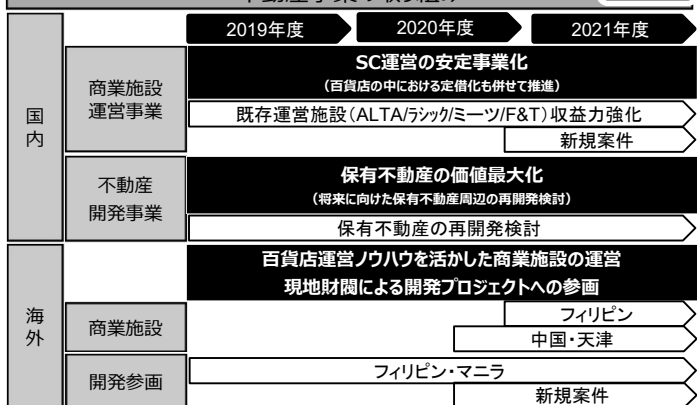 2019年度
2020年度
2021年度
国内
商業施設
運営事業
SC運営の安定事業化
(百貨店の中における定借化も併せて推進)
既存運営施設(ALTA/ラシック/ミーツ/F&T)収益力強化
新規案件
不動産
開発事業
保有不動産の価値最大化
(将来に向けた保有不動産周辺の再開発検討)
保有不動産の再開発検討
海外
百貨店運営ノウハウを活かした商業施設の運営
現地財閥による開発プロジェクトへの参画
商業施設
フィリピン
中国・天津
開発参画
フィリピン・マニラ
新規案件